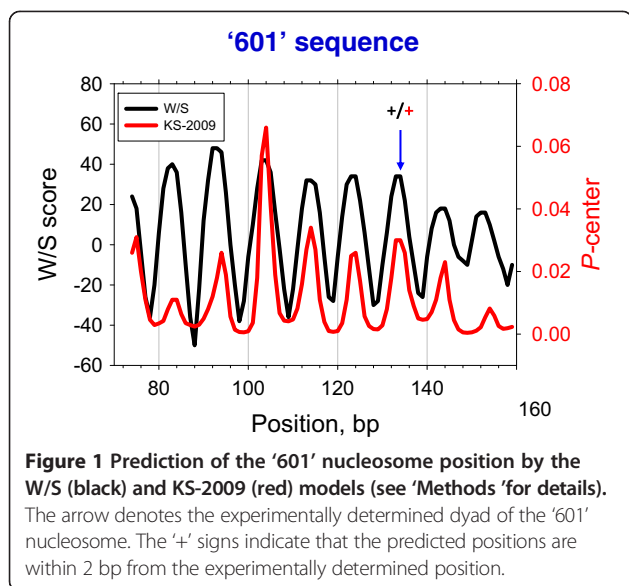 ‘601’ sequence
80
60
40
20
0
-20
-40
-60
W/S score
W/S
KS-2009
+/+
0.08
0.06
0.04
0.02
0.00
P-center
80
100
120
140
160
Position, bp
Figure 1 Prediction of the ‘601’ nucleosome position by the
W/S (black) and KS-2009 (red) models (see ‘Methods ’for details).
The arrow denotes the experimentally determined dyad of the ‘601’
nucleosome. The ‘+’ signs indicate that the predicted positions are
within 2 bp from the experimentally determined position.